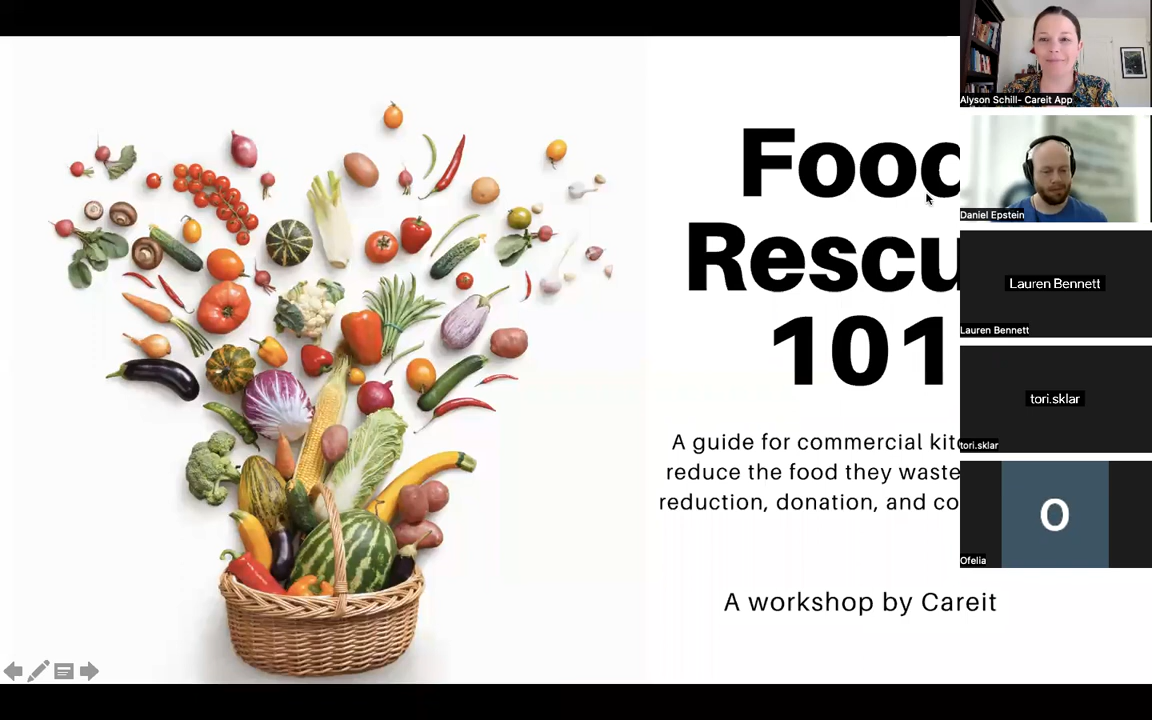 Food
Rescu
101
A guide for commercial kit
reduce the food they waste
reduction, donation, and co
A workshop by Careit
Alyson Schill- Careit App
Daniel Epstein
Lauren Bennett
Lauren Bennett
tori.sklar
tori.sklar
O
Ofelia